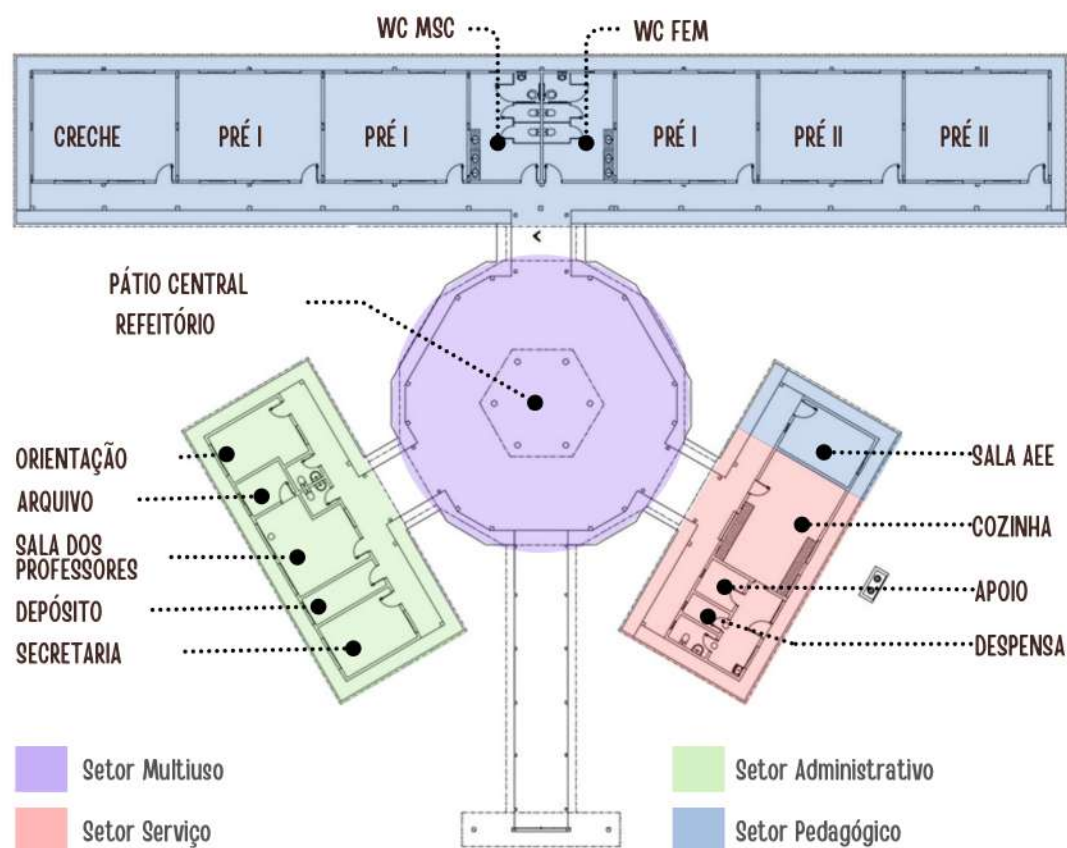 WC MSC
WC FEM
CRECHE
PRÉ I
PRÉ I
PRÉ I
PRÉ II
PRÉ II
PÁTIO CENTRAL
REFEITÓRIO
ORIENTAÇÃO
ARQUIVO
SALA DOS
PROFESSORES
DEPÓSITO
SECRETARIA
SALA AEE
COZINHA
APOIO
DESPENSA
Setor Multiuso
Setor Serviço
Setor Administrativo
Setor Pedagógico